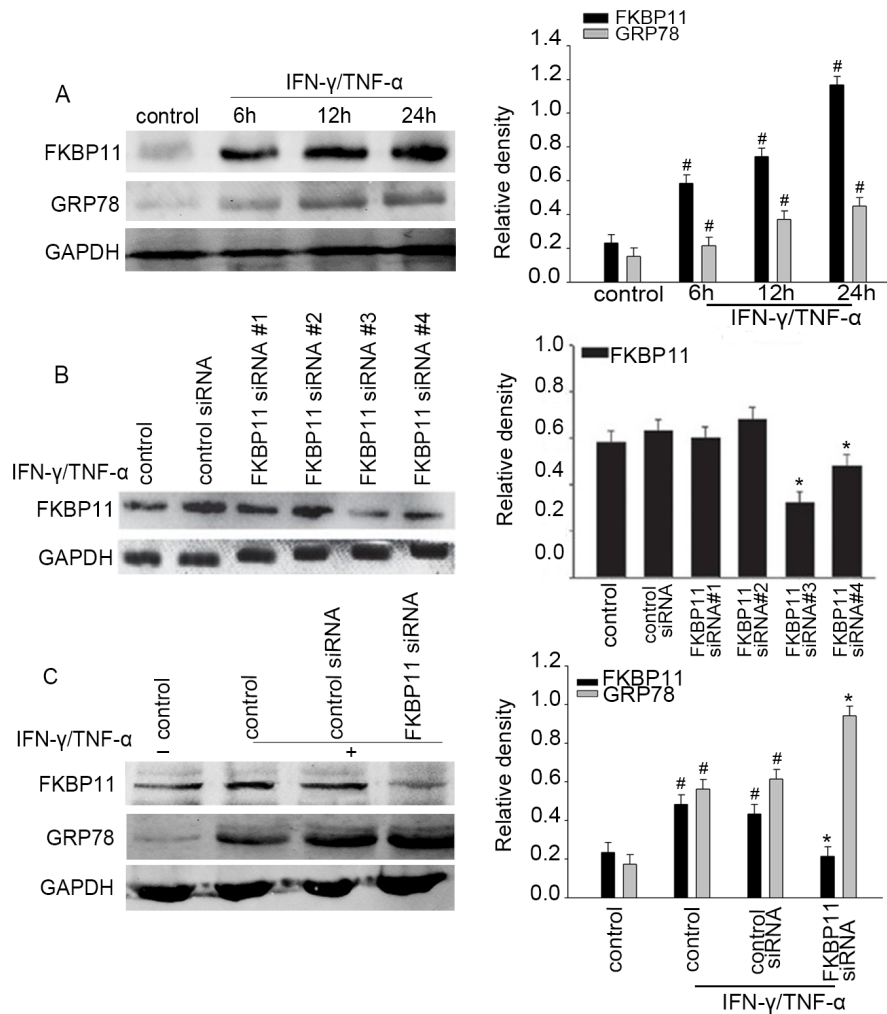 A
IFN-γ/TNF-α
control
6h
12h
24h
FKBP11
GRP78
GAPDH
FKBP11
GRP78
Relative density
1.4
1.2
1.0
0.8
0.6
0.4
0.2
0.0
control
6h
12h
24h
IFN-γ/TNF-α
# # # # # #
B
IFN-γ/TNF-α
control
control siRNA
FKBP11 siRNA #1
FKBP11 siRNA #2
FKBP11 siRNA #3
FKBP11 siRNA #4
FKBP11
GAPDH
FKBP11
Relative density
1.0
0.8
0.6
0.4
0.2
0.0
* *
control
control
siRNA
FKBP11
siRNA#1
FKBP11
siRNA#2
FKBP11
siRNA#3
FKBP11
siRNA#4
C
IFN-γ/TNF-α
control
control
control siRNA
FKBP11 siRNA
− +
FKBP11
GRP78
GAPDH
FKBP11
GRP78
Relative density
1.2
1.0
0.8
0.6
0.4
0.2
0.0
# # # # * *
control
control
control
siRNA
FKBP11
siRNA
IFN-γ/TNF-α